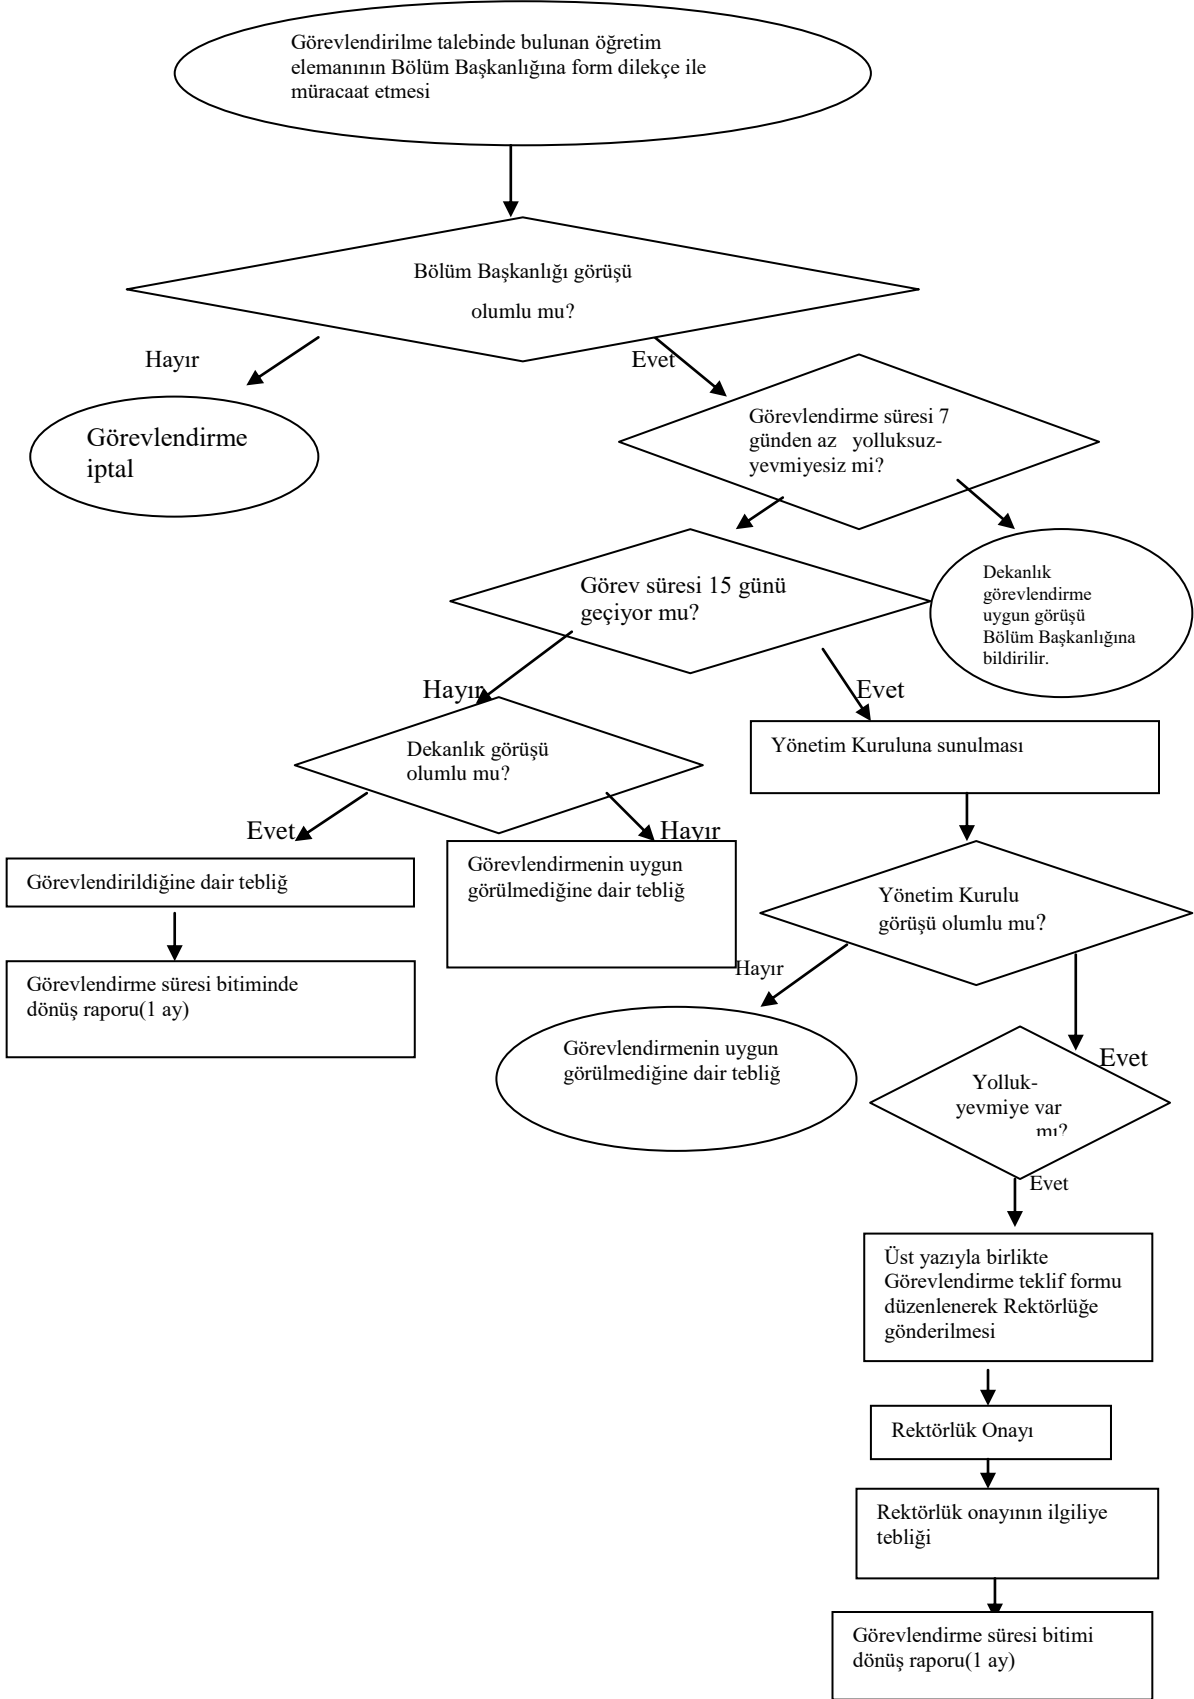 Görevlendirilme talebinde bulunan öğretim
elemanının Bölüm Başkanlığına form dilekçe ile
müracaat etmesi
Bölüm Başkanlığı görüşü
olumlu mu?
Hayır
Evet
Görevlendirme
iptal
Görevlendirme süresi 7
günden az yolluksuz-
yevmiyesiz mi?
Görev süresi 15 günü
geçiyor mu?
Dekanlık
görevlendirme
uygun görüşü
Bölüm Başkanlığına
bildirilir.
Hayır
Evet
Dekanlık görüşü
olumlu mu?
Yönetim Kuruluna sunulması
Evet
Hayır
Görevlendirildiğine dair tebliğ
Görevlendirmenin uygun
görülmediğine dair tebliğ
Yönetim Kurulu
görüşü olumlu mu?
Görevlendirme süresi bitiminde
dönüş raporu(1 ay)
Hayır
Evet
Görevlendirmenin uygun
görülmediğine dair tebliğ
Yolluk-
yevmiye var
mı?
Evet
Üst yazıyla birlikte
Görevlendirme teklif formu
düzenlenerek Rektörlüğe
gönderilmesi
Rektörlük Onayı
Rektörlük onayının ilgiliye
tebliği
Görevlendirme süresi bitimi
dönüş raporu(1 ay)